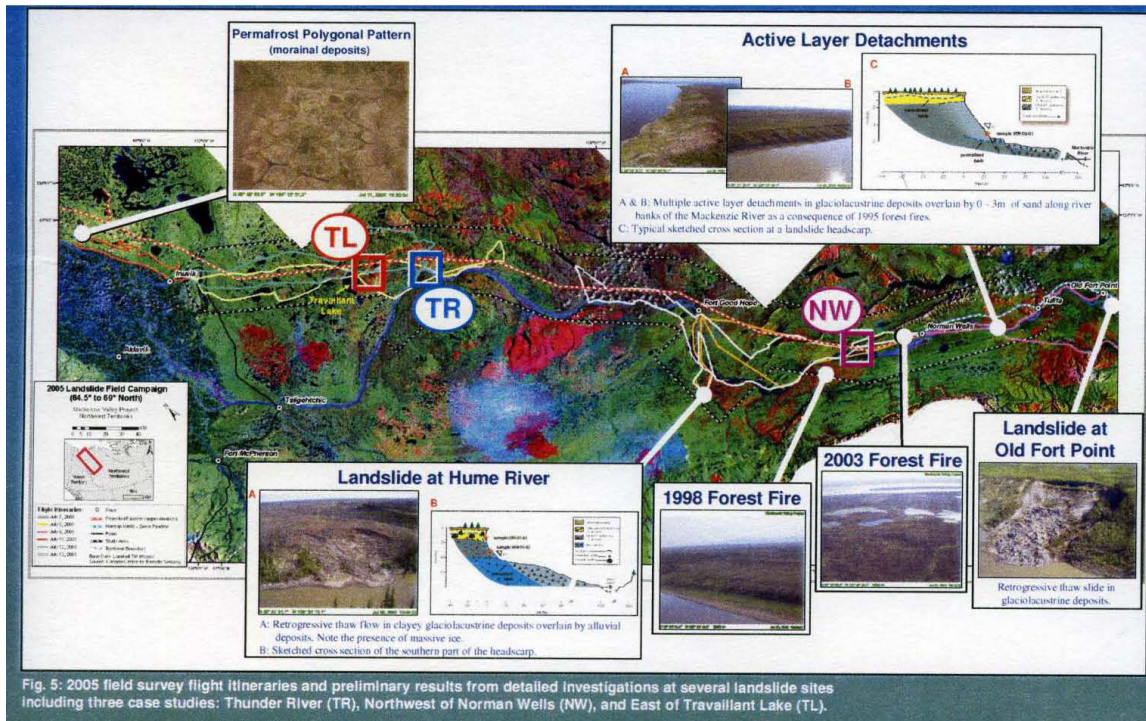 Permafrost Polygonal Pattern
(morainal deposits)
Active Layer Detachments
A
B
C
permafrost
table
Mackenzie
River
A & B: Multiple active layer detachments in glaciolacustrine deposits overlain by 0 - 3m of sand along river
banks of the Mackenzie River as a consequence of 1995 forest fires.
C: Typical sketched cross section at a landslide headscarp.
TL
TR
NW
Inuvik
Travaillant
Lake
Fort Good Hope
Norman Wells
Tulita
Old Fort Point
Aklavik
Tsiigehtchic
Fort McPherson
2005 Landslide Field Campaign
(64.5° to 69° North)
Mackenzie Valley Project
Northwest Territories
Flight Itineraries
Landslide at Hume River
A
B
A: Retrogressive thaw flow in clayey glaciolacustrine deposits overlain by alluvial
deposits. Note the presence of massive ice.
B: Sketched cross section of the southern part of the headscarp.
1998 Forest Fire
2003 Forest Fire
Landslide at
Old Fort Point
Retrogressive thaw slide in
glaciolacustrine deposits.
Fig. 5: 2005 field survey flight itineraries and preliminary results from detailed investigations at several landslide sites
including three case studies: Thunder River (TR), Northwest of Norman Wells (NW), and East of Travaillant Lake (TL).